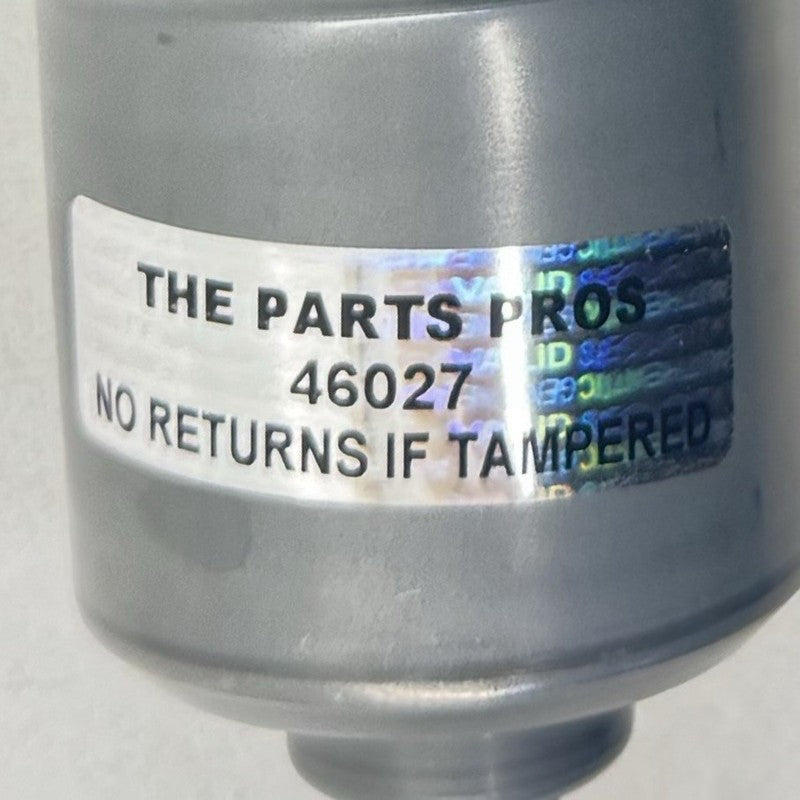 THE PARTS PROS
46027
NO RETURNS IF TAMPERED